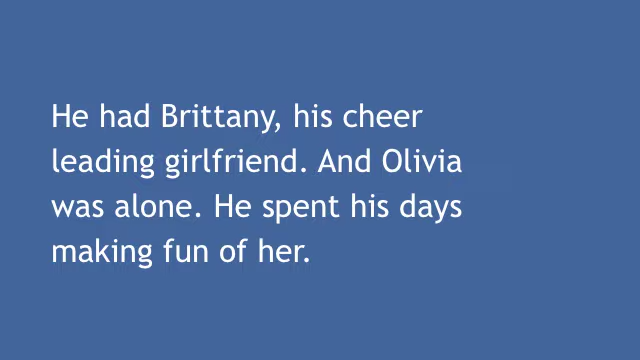 He had Brittany, his cheer
leading girlfriend. And Olivia
was alone. He spent his days
making fun of her.